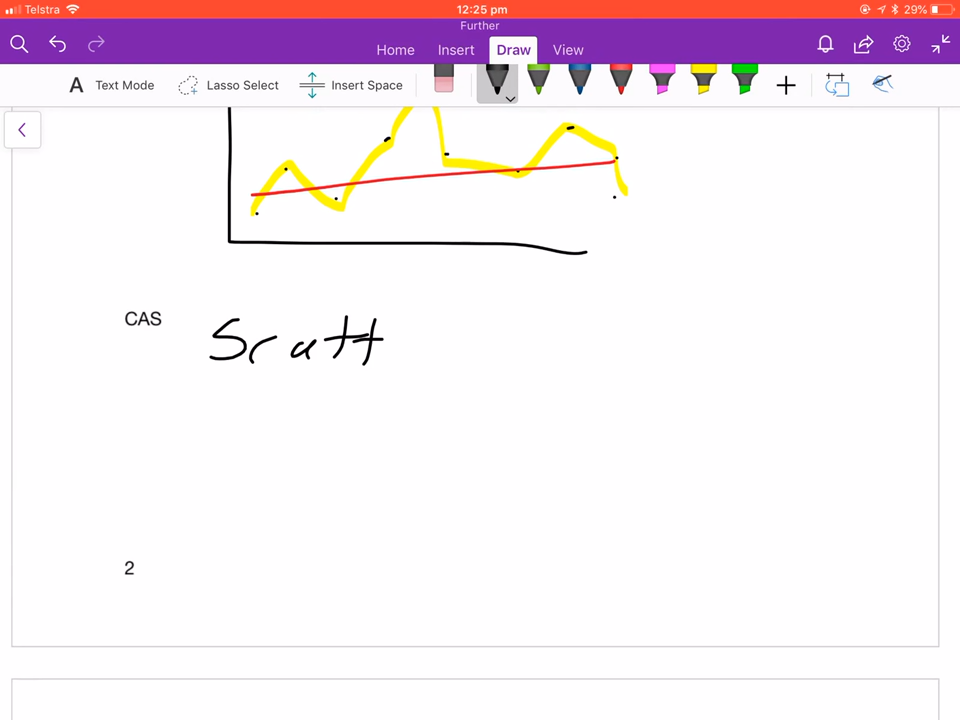 Telstra 12:25 pm 29%
Further
Home Insert Draw View
A Text Mode Lasso Select Insert Space
CAS Scatt
2